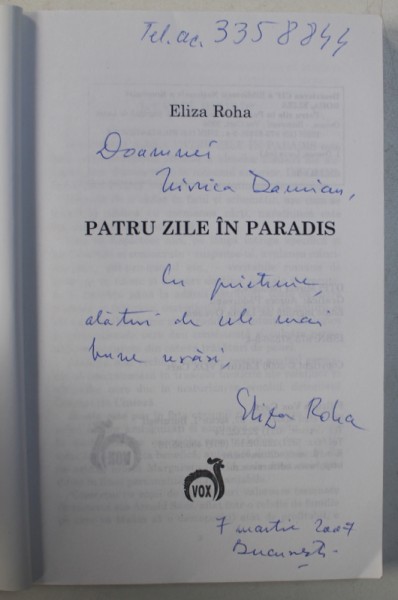 Tel. ac. 3358844
Eliza Roha
Doamnei
Damian,
PATRU ZILE ÎN PARADIS
Cu prietenie,
alături de cele mai
bune urări,
Eliza Roha
VOX
7 martie 2007
București.